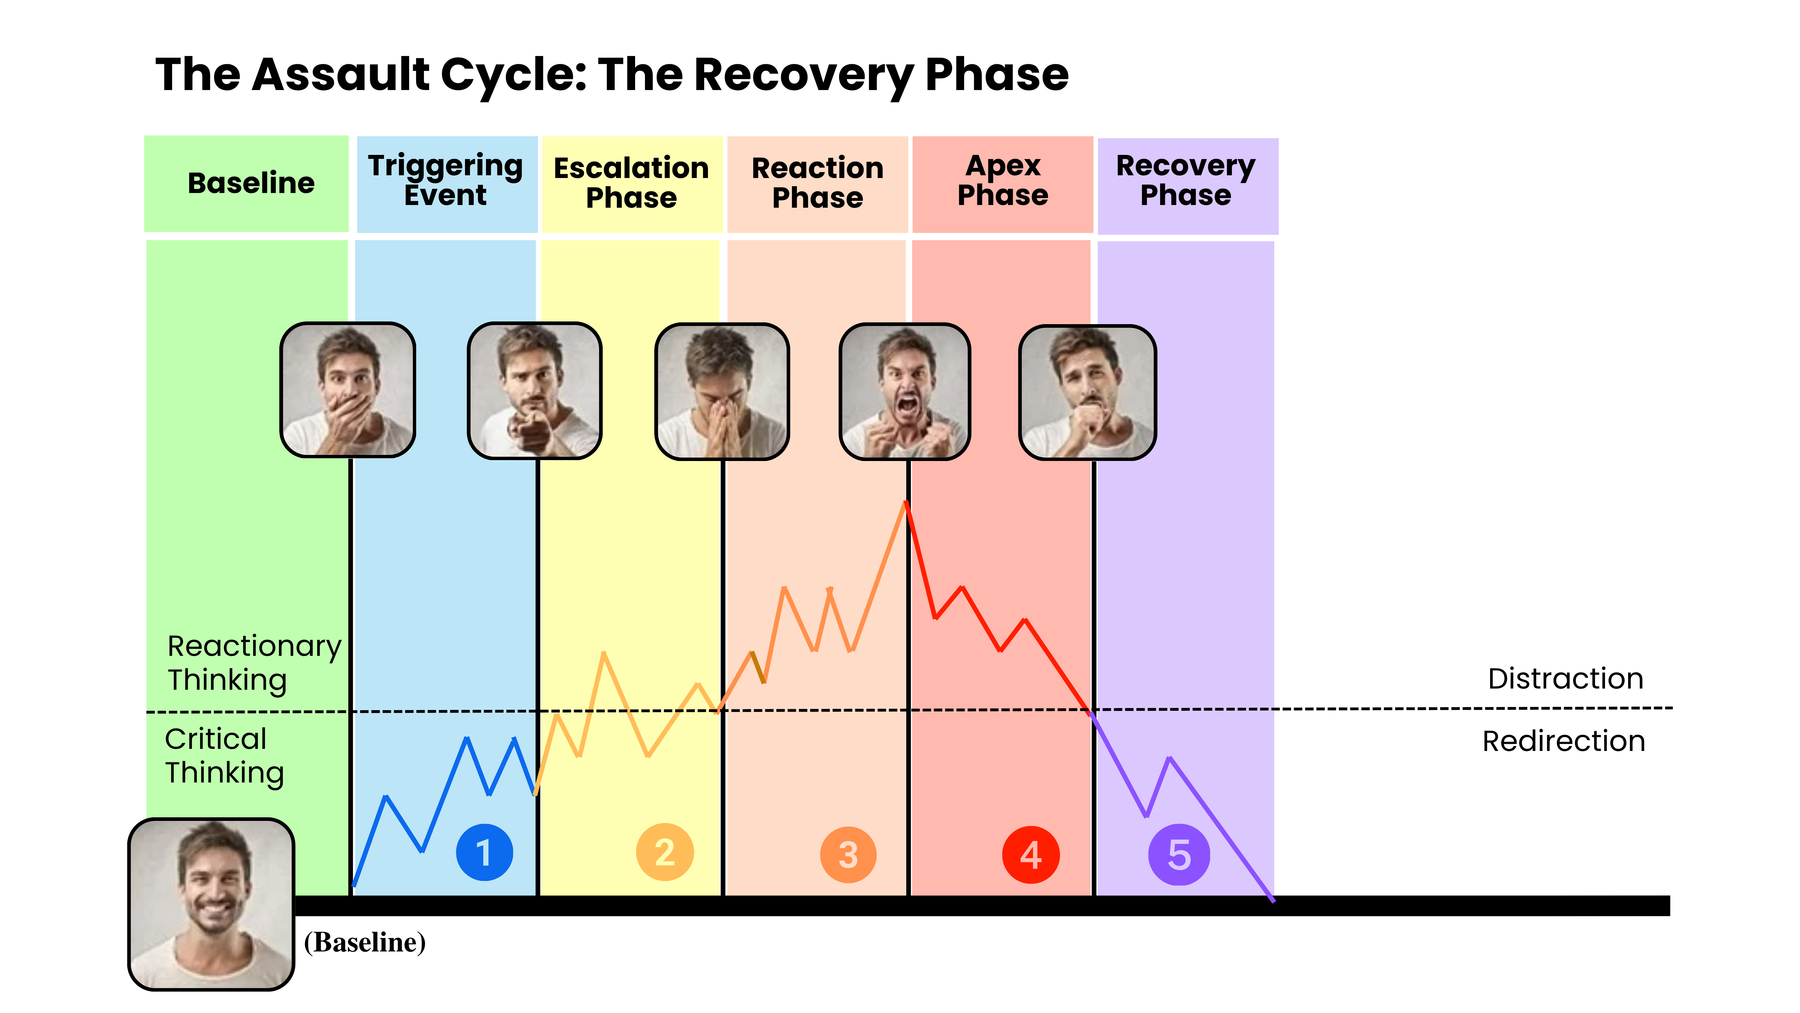 The Assault Cycle: The Recovery Phase
Baseline
Triggering
Event
Escalation
Phase
Reaction
Phase
Apex
Phase
Recovery
Phase
Reactionary
Thinking
Critical
Thinking
Distraction
Redirection
1
2
3
4
5
(Baseline)